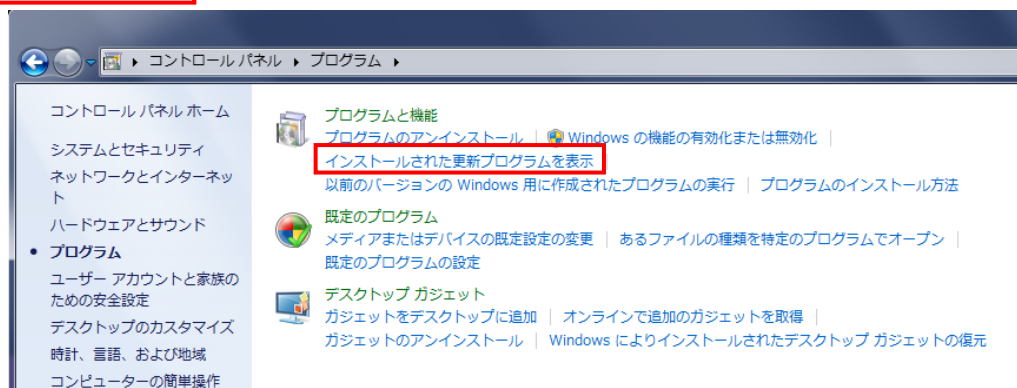 コントロール パネル ▸ プログラム ▸
コントロール パネル ホーム
システムとセキュリティ
ネットワークとインターネッ
ト
ハードウェアとサウンド
プログラム
ユーザー アカウントと家族の
ための安全設定
デスクトップのカスタマイズ
時計、言語、および地域
コンピューターの簡単操作
プログラムと機能
プログラムのアンインストール | Windows の機能の有効化または無効化 |
インストールされた更新プログラムを表示 |
以前のバージョンの Windows 用に作成されたプログラムの実行 | プログラムのインストール方法
既定のプログラム
メディアまたはデバイスの既定設定の変更 | あるファイルの種類を特定のプログラムでオープン |
既定のプログラムの設定
デスクトップ ガジェット
ガジェットをデスクトップに追加 | オンラインで追加のガジェットを取得 |
ガジェットのアンインストール | Windows によりインストールされたデスクトップ ガジェットの復元